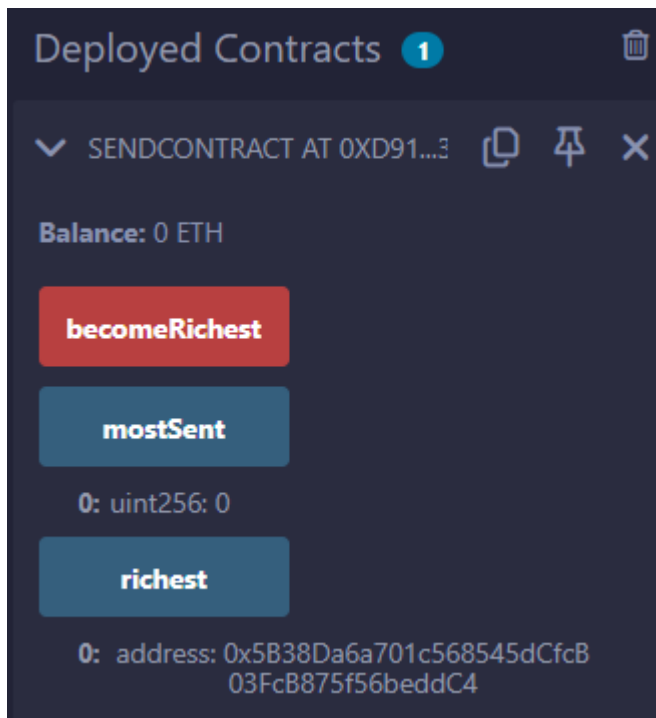 Deployed Contracts 1
SENDCONTRACT AT 0XD91...3
Balance: 0 ETH
becomeRichest
mostSent
0: uint256: 0
richest
0: address: 0x5B38Da6a701c568545dCfcB
03FcB875f56beddC4